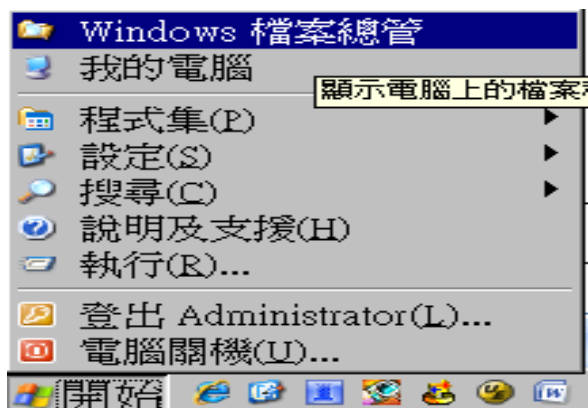 Windows 檔案總管
我的電腦
顯示電腦上的檔案
程式集(P)
設定(S)
搜尋(C)
說明及支援(H)
執行(R)...
登出 Administrator(L)...
電腦關機(U)...
開始